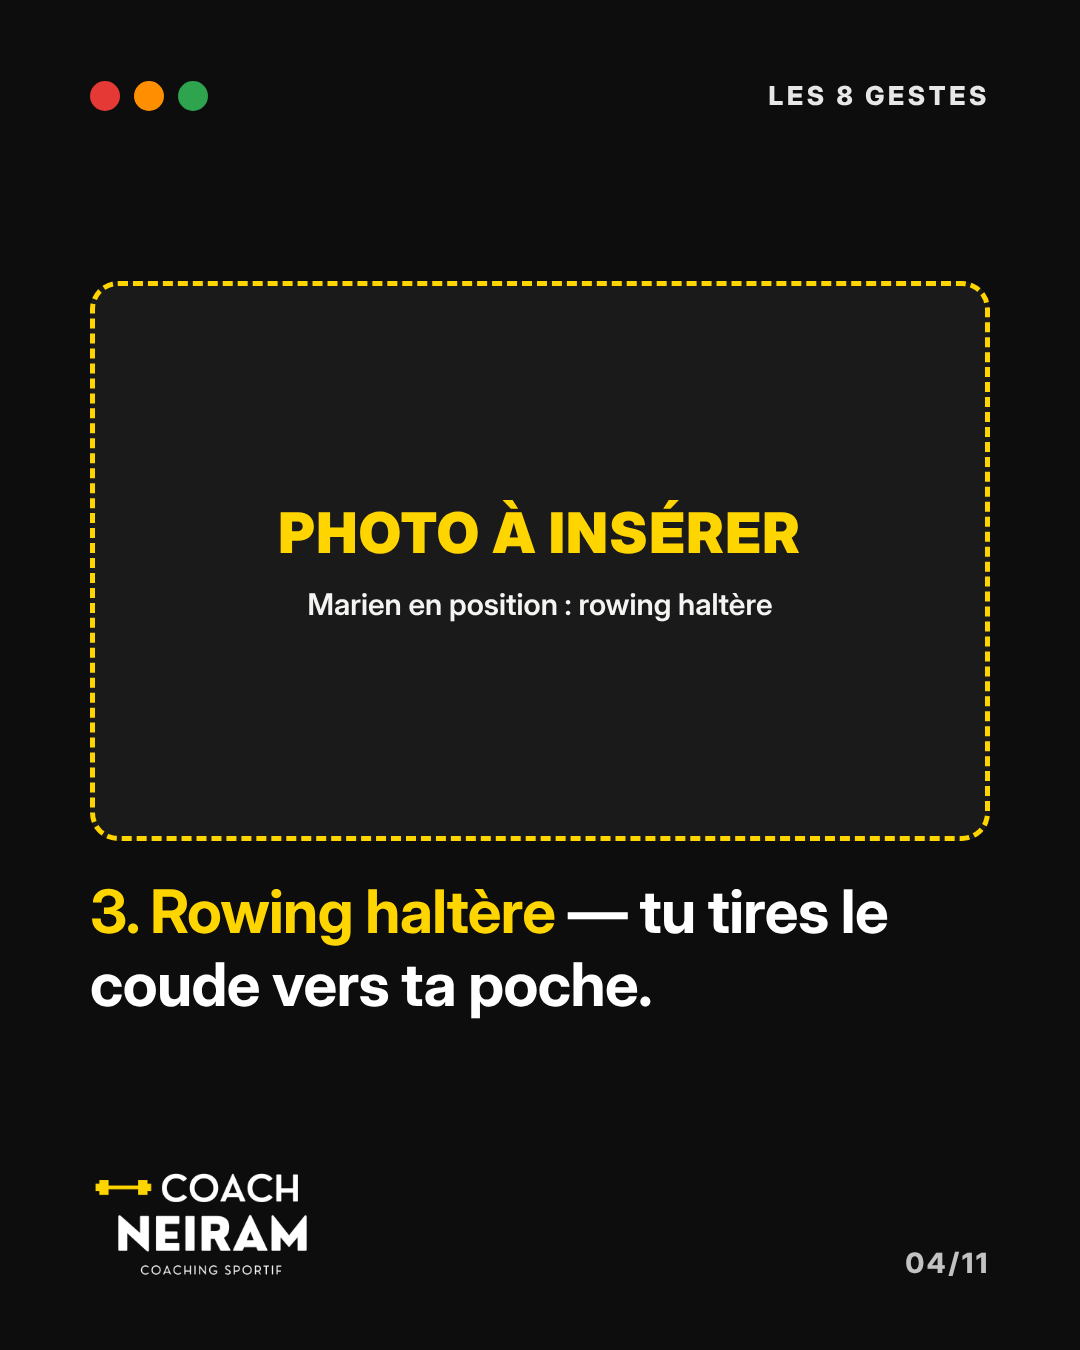 LES 8 GESTES
PHOTO À INSÉRER
Marien en position : rowing haltère
3. Rowing haltère — tu tires le
coude vers ta poche.
COACH
NEIRAM
COACHING SPORTIF
04/11